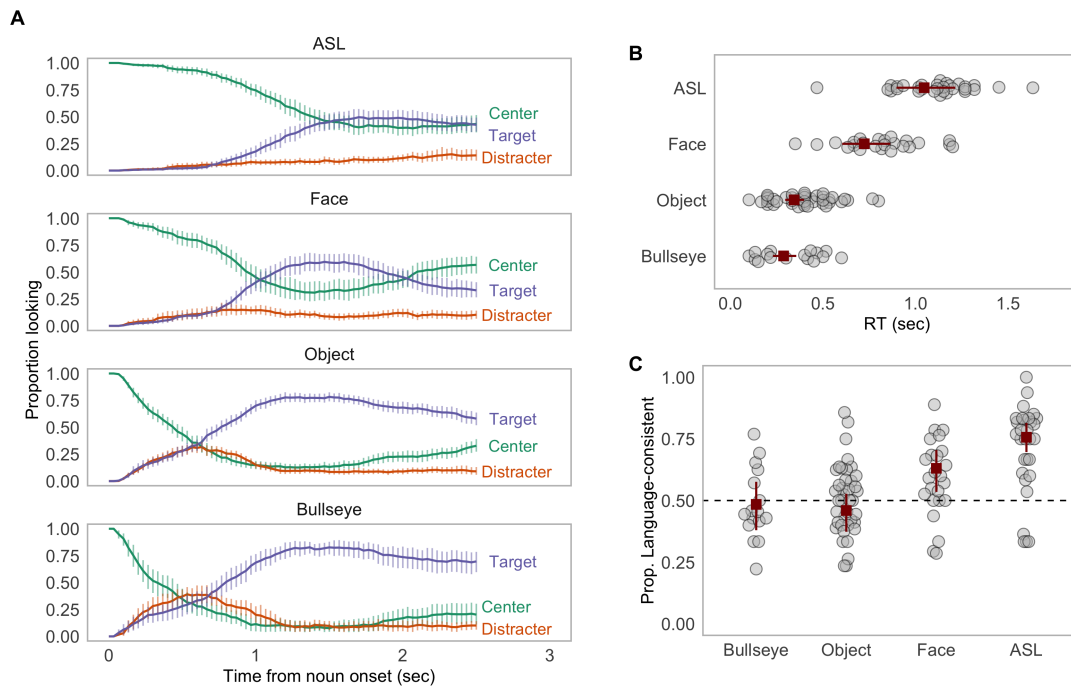 A
ASL
1.00
0.75
0.50
0.25
0.00
Center
Target
Distracter
Face
1.00
0.75
0.50
0.25
0.00
Center
Target
Distracter
Object
1.00
0.75
0.50
0.25
0.00
Target
Center
Distracter
Bullseye
1.00
0.75
0.50
0.25
0.00
Target
Center
Distracter
Proportion looking
0 1 2 3
Time from noun onset (sec)
B
ASL
Face
Object
Bullseye
0.0 0.5 1.0 1.5
RT (sec)
C
Prop. Language-consistent
1.00
0.75
0.50
0.25
0.00
Bullseye Object Face ASL